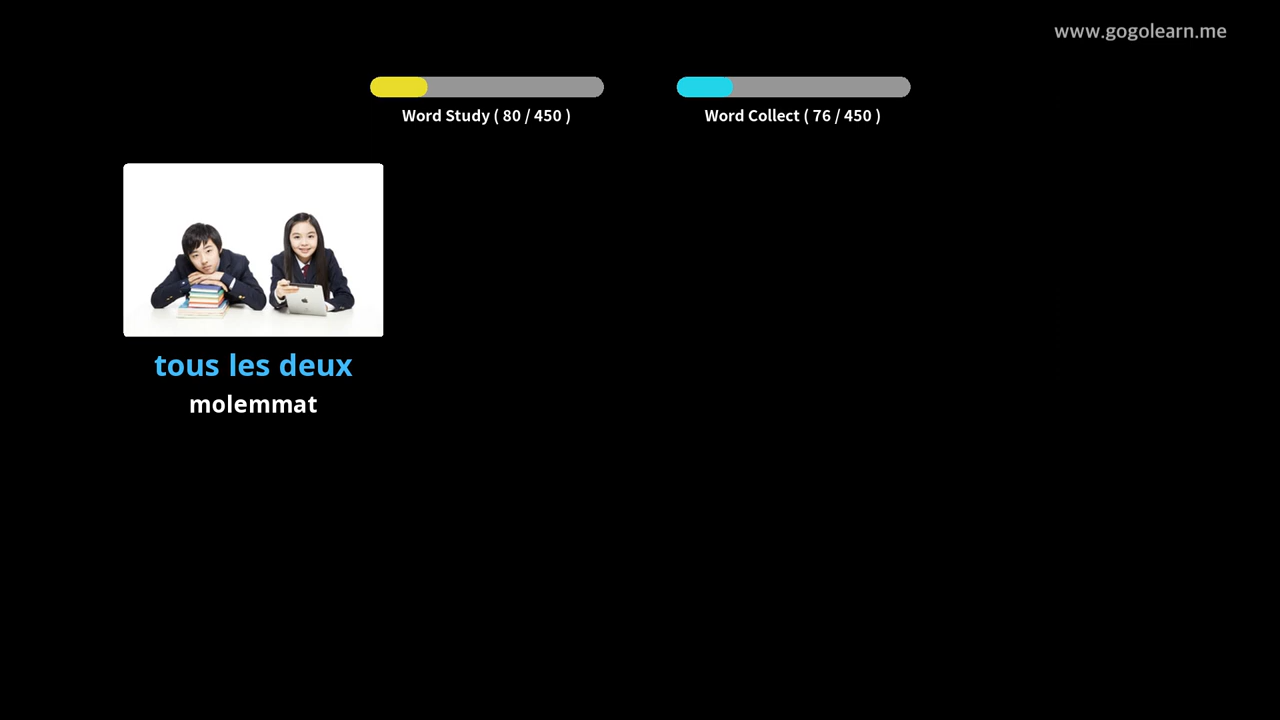 www.gogolearn.me
Word Study ( 80 / 450 )
Word Collect ( 76 / 450 )
tous les deux
molemmat